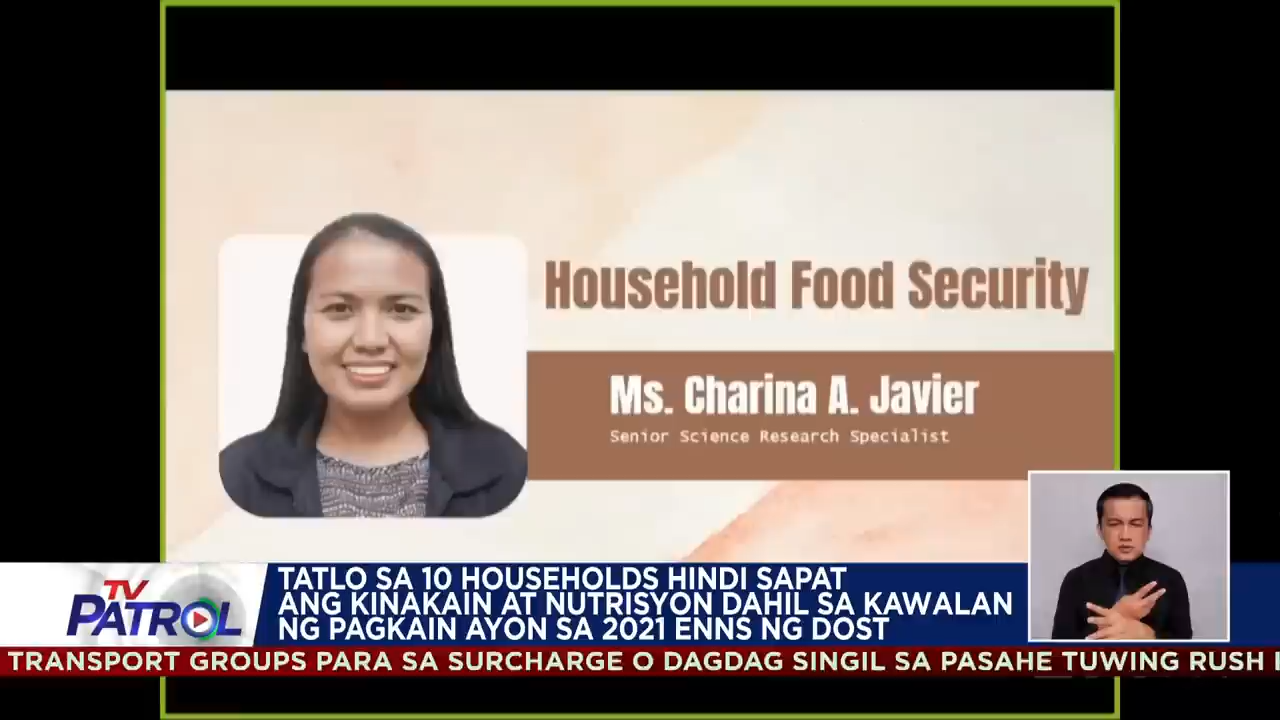 Household Food Security
Ms. Charina A. Javier
Senior Science Research Specialist
TV
PATROL
TATLO SA 10 HOUSEHOLDS HINDI SAPAT
ANG KINAKAIN AT NUTRISYON DAHIL SA KAWALAN
NG PAGKAIN AYON SA 2021 ENNS NG DOST
TRANSPORT GROUPS PARA SA SURCHARGE O DAGDAG SINGIL SA PASAHE TUWING RUSH